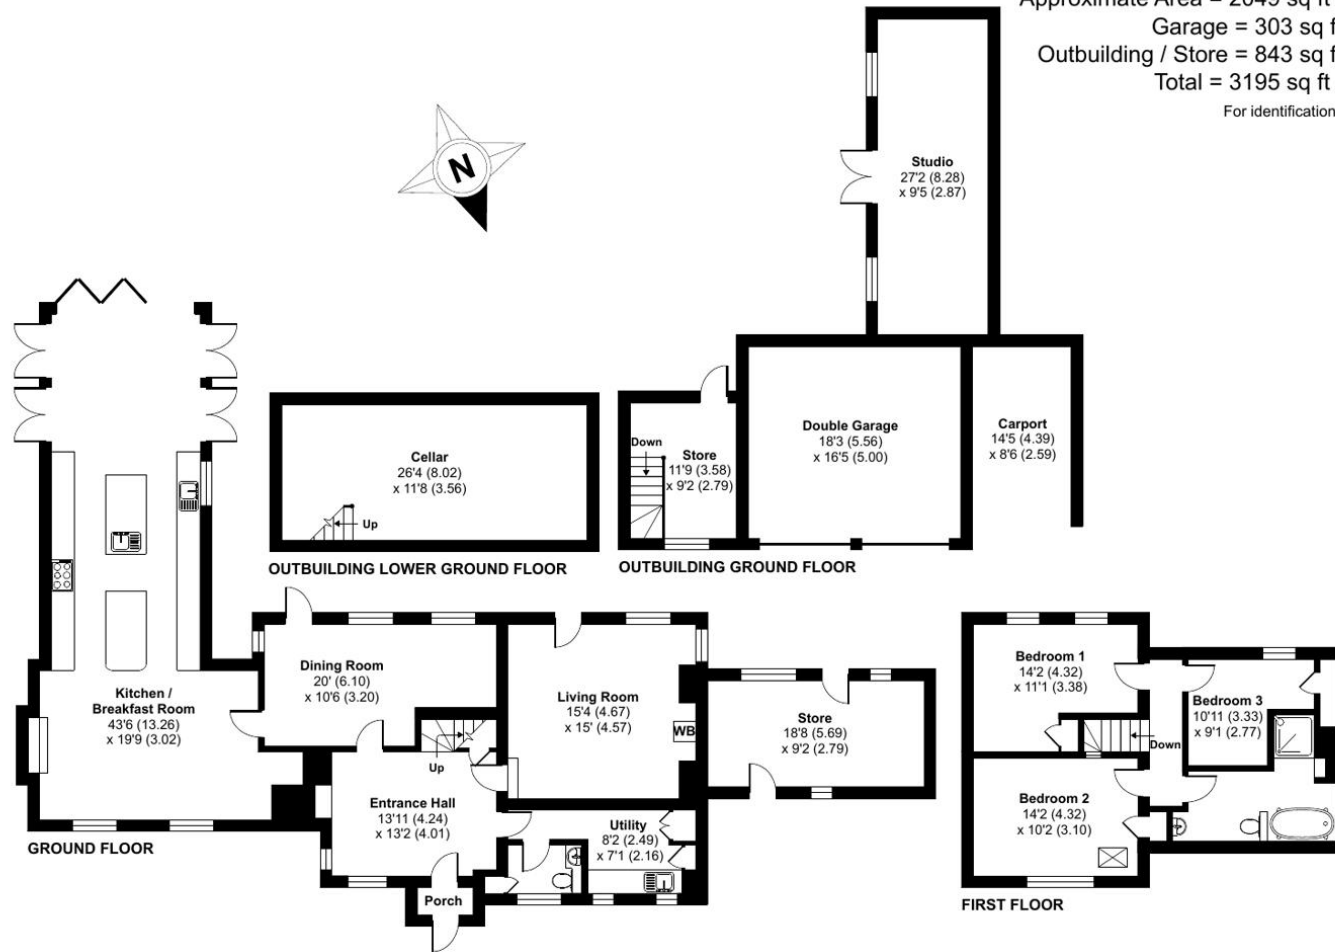 Approximate Area = 2049 sq ft
Garage = 303 sq f
Outbuilding / Store = 843 sq f
Total = 3195 sq ft
For identification
N
Studio
27'2 (8.28)
x 9'5 (2.87)
Double Garage
18'3 (5.56)
x 16'5 (5.00)
Carport
14'5 (4.39)
x 8'6 (2.59)
Down
Store
11'9 (3.58)
x 9'2 (2.79)
Cellar
26'4 (8.02)
x 11'8 (3.56)
Up
OUTBUILDING LOWER GROUND FLOOR
OUTBUILDING GROUND FLOOR
Kitchen /
Breakfast Room
43'6 (13.26)
x 19'9 (3.02)
Dining Room
20' (6.10)
x 10'6 (3.20)
Living Room
15'4 (4.67)
x 15' (4.57)
WB
Store
18'8 (5.69)
x 9'2 (2.79)
Up
Entrance Hall
13'11 (4.24)
x 13'2 (4.01)
Utility
8'2 (2.49)
x 7'1 (2.16)
Porch
GROUND FLOOR
Bedroom 1
14'2 (4.32)
x 11'1 (3.38)
Bedroom 3
10'11 (3.33)
x 9'1 (2.77)
Down
Bedroom 2
14'2 (4.32)
x 10'2 (3.10)
FIRST FLOOR